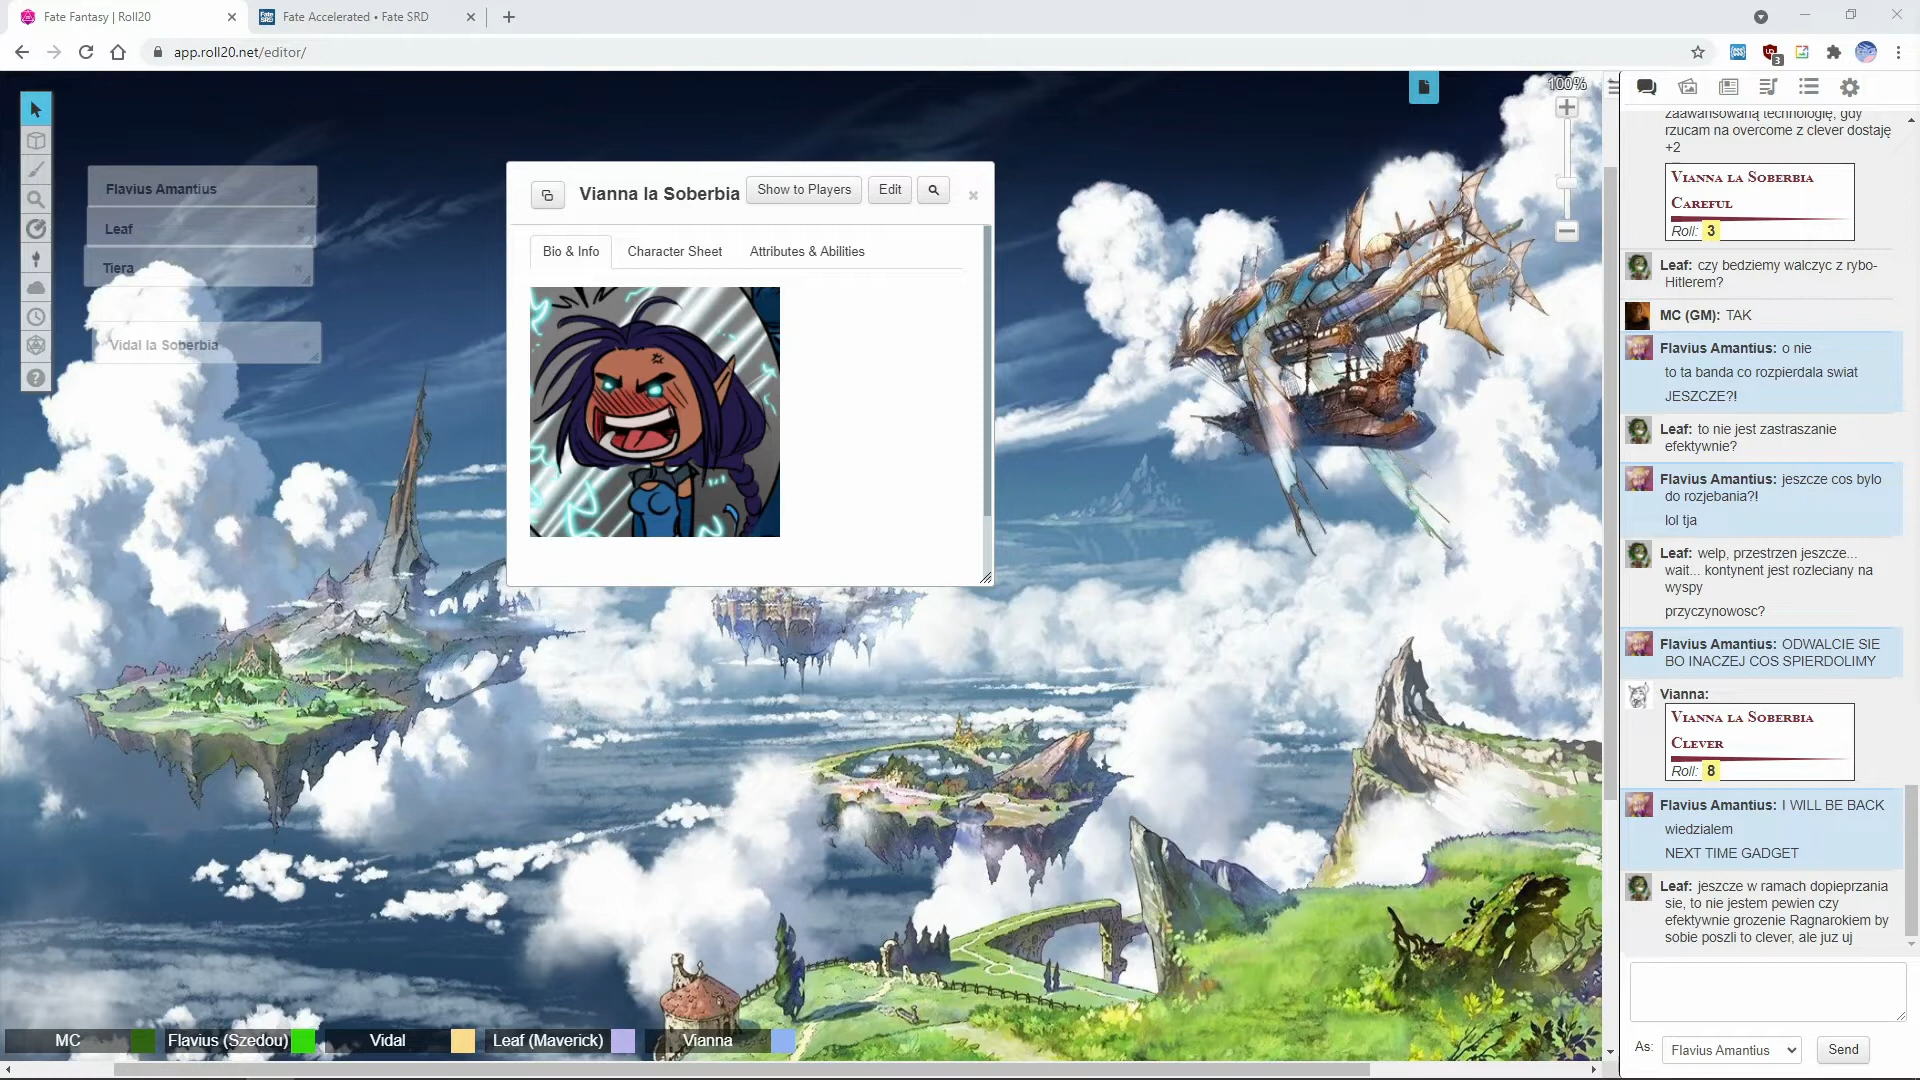 Fate Fantasy | Roll20
Fate Accelerated • Fate SRD
app.roll20.net/editor/
3
100%
Flavius Amantius
Leaf
Tiera
Vidal la Soberbia
Vianna la Soberbia
Show to Players
Edit
Bio & Info
Character Sheet
Attributes & Abilities
zaawansowaną technologię, gdy
rzucam na overcome z clever dostaję
+2
Vianna la Soberbia
Careful
Roll: 3
Leaf: czy bedziemy walczyc z rybo-
Hitlerem?
MC (GM): TAK
Flavius Amantius: o nie
to ta banda co rozpierdala swiat
JESZCZE?!
Leaf: to nie jest zastraszanie
efektywnie?
Flavius Amantius: jeszcze cos bylo
do rozjebania?!
lol tja
Leaf: welp, przestrzen jeszcze...
wait... kontynent jest rozleciany na
wyspy
przyczynowosc?
Flavius Amantius: ODWALCIE SIE
BO INACZEJ COS SPIERDOLIMY
Vianna:
Vianna la Soberbia
Clever
Roll: 8
Flavius Amantius: I WILL BE BACK
wiedzialem
NEXT TIME GADGET
Leaf: jeszcze w ramach dopieprzania
sie, to nie jestem pewien czy
efektywnie grozenie Ragnarokiem by
sobie poszli to clever, ale juz uj
As:
Flavius Amantius
Send
MC
Flavius (Szedou)
Vidal
Leaf (Maverick)
Vianna